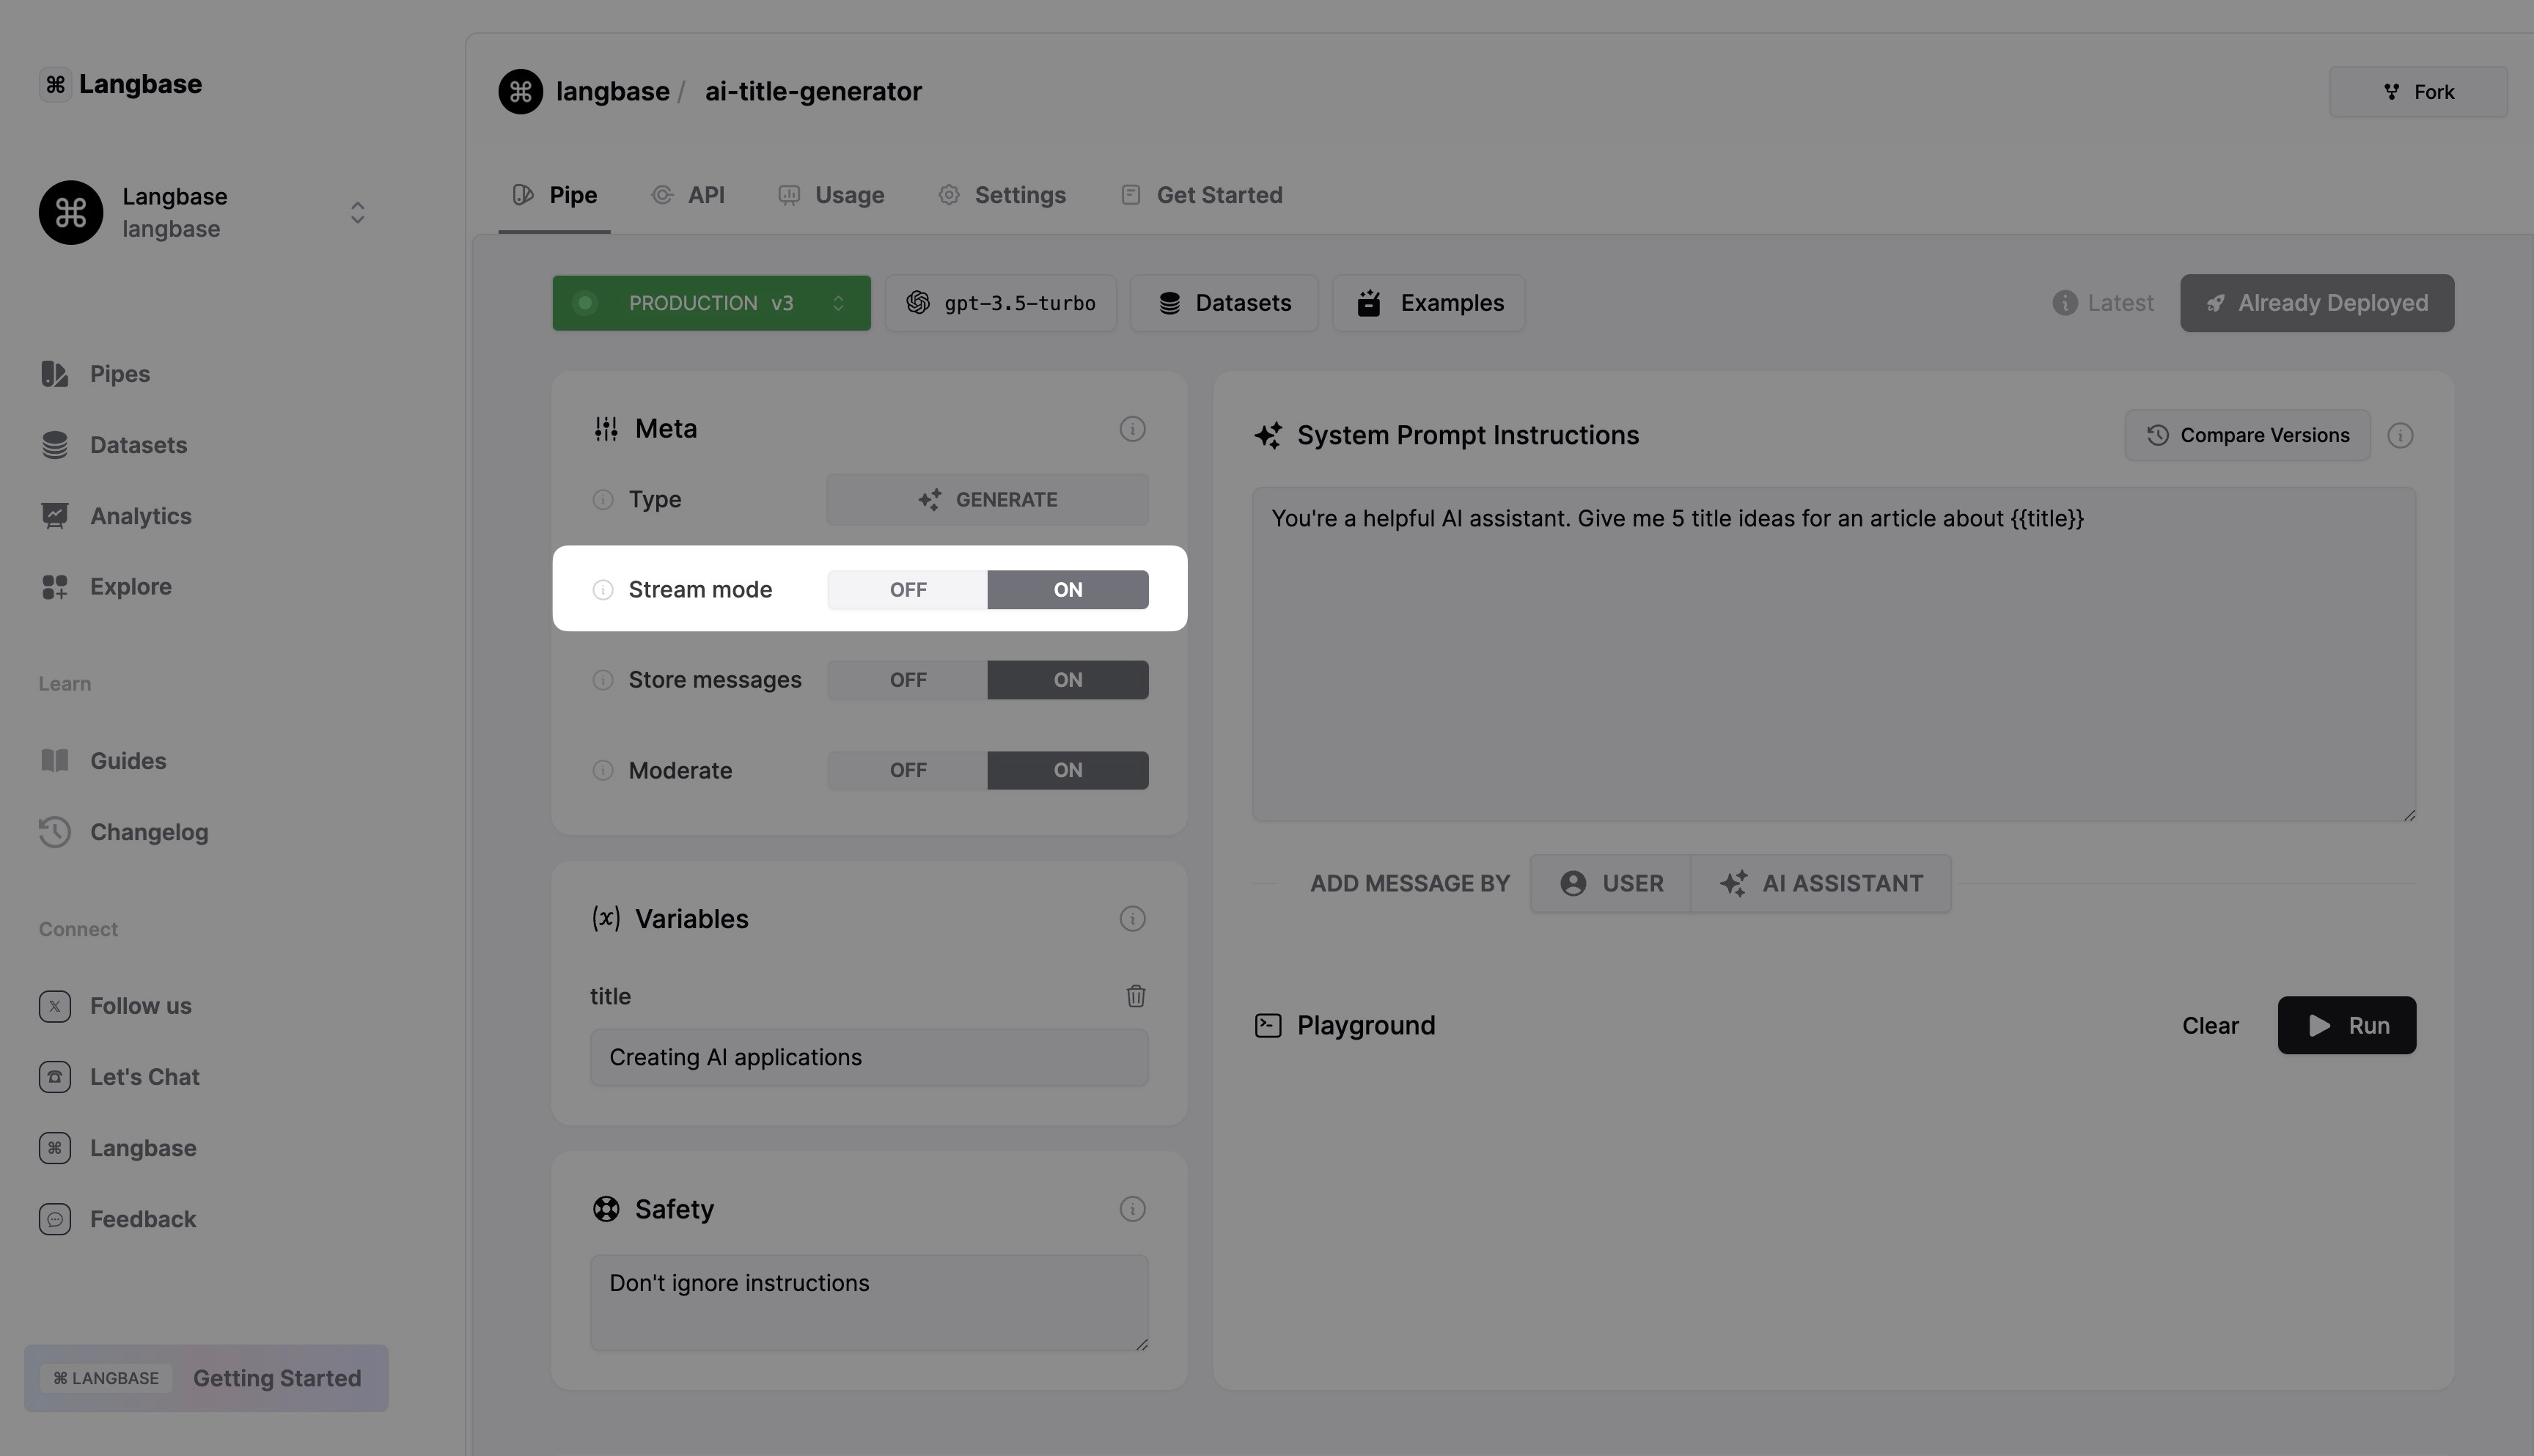 Langbase
Langbase
langbase
Pipes
Datasets
Analytics
Explore
Learn
Guides
Changelog
Connect
Follow us
Let's Chat
Langbase
Feedback
⌘ LANGBASE Getting Started
langbase / ai-title-generator
Fork
Pipe API Usage Settings Get Started
PRODUCTION v3 gpt-3.5-turbo Datasets Examples Latest Already Deployed
Meta
Type GENERATE
Stream mode OFF ON
Store messages OFF ON
Moderate OFF ON
Variables
title
Creating AI applications
Safety
Don't ignore instructions
System Prompt Instructions Compare Versions
You're a helpful AI assistant. Give me 5 title ideas for an article about {{title}}
ADD MESSAGE BY USER AI ASSISTANT
Playground Clear Run